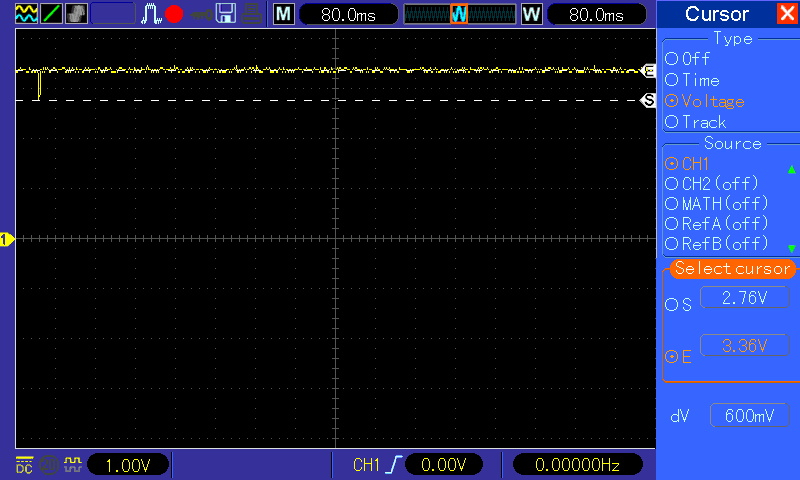 M 80.0ms W W 80.0ms
Cursor
Type
Off
Time
Voltage
Track
Source
CH1
CH2(off)
MATH(off)
RefA(off)
RefB(off)
Select cursor
S 2.76V
E 3.36V
dV 600mV
E
S
1
DC 1.00V CH1 0.00V 0.00000Hz